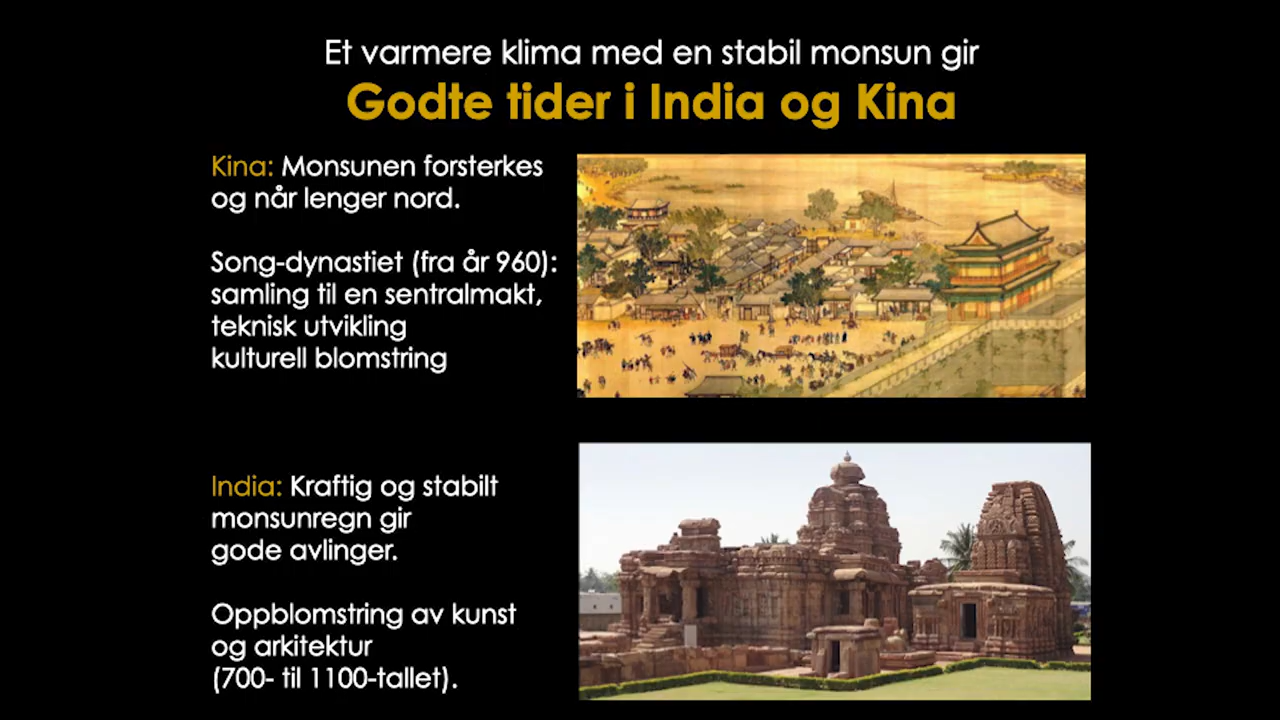 Et varmere klima med en stabil monsun gir
Godte tider i India og Kina
Kina: Monsunen forsterkes
og når lenger nord.
Song-dynastiet (fra år 960):
samling til en sentralmakt,
teknisk utvikling
kulturell blomstring
India: Kraftig og stabilt
monsunregn gir
gode avlinger.
Oppblomstring av kunst
og arkitektur
(700- til 1100-tallet).